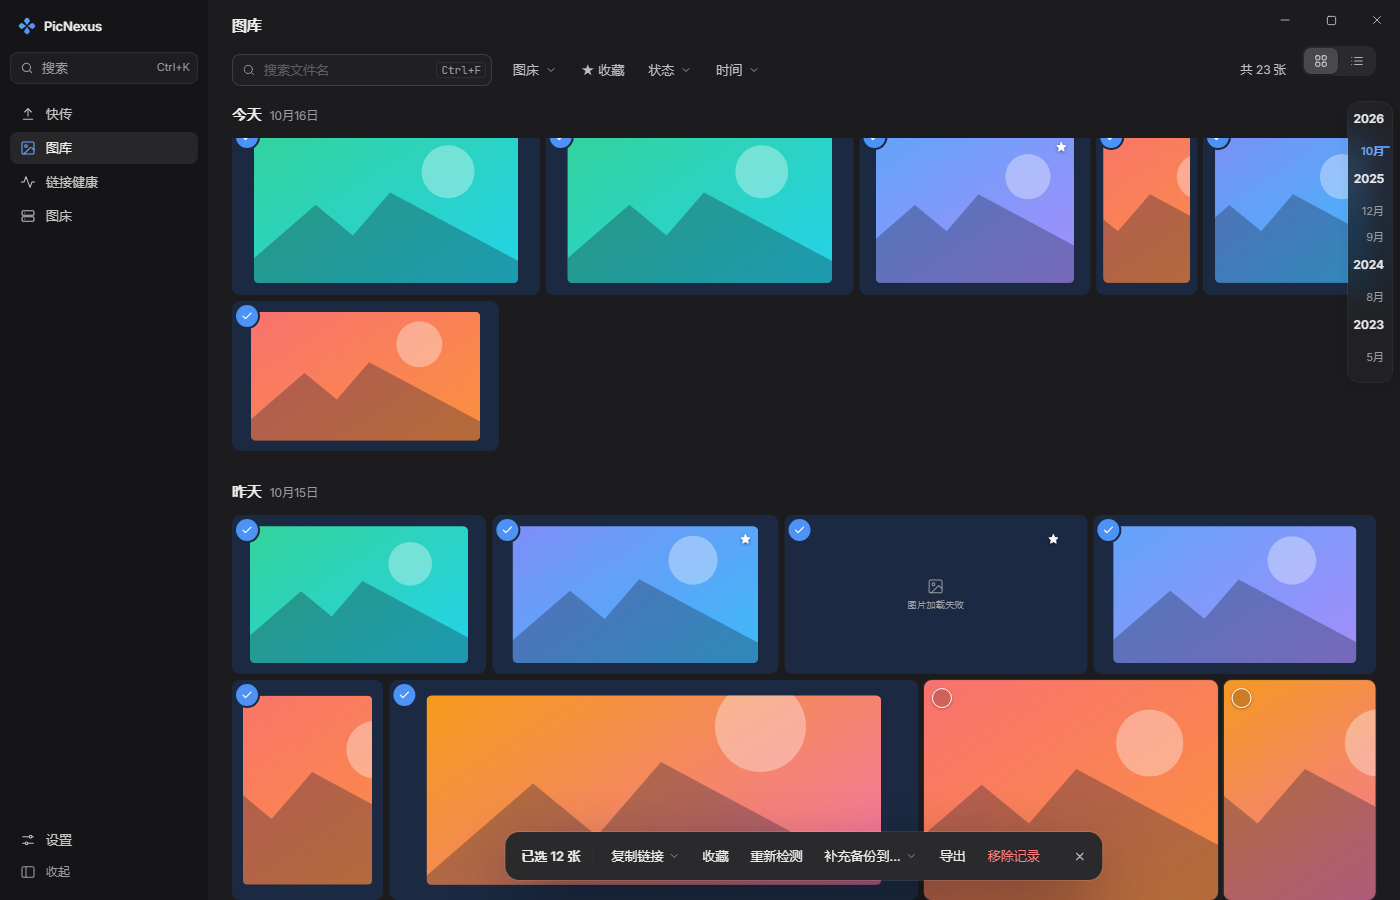 PicNexus
搜索 Ctrl+K
快传
图库
链接健康
图床
设置
收起
图库
搜索文件名 Ctrl+F 图床 ★ 收藏 状态 时间 共 23 张
今天 10月16日
昨天 10月15日
图片加载失败
2026
10月
2025
12月
9月
2024
8月
2023
5月
已选 12 张 复制链接 收藏 重新检测 补充备份到... 导出 移除记录